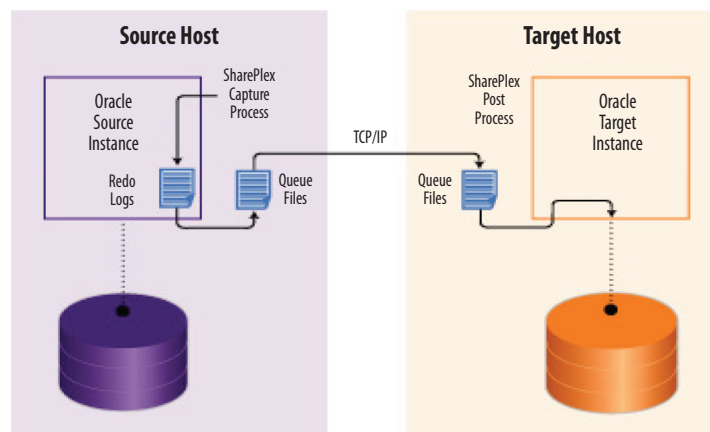 Source Host
Target Host
Oracle
Source
Instance
SharePlex
Capture
Process
Redo
Logs
Queue
Files
TCP/IP
Queue
Files
SharePlex
Post
Process
Oracle
Target
Instance